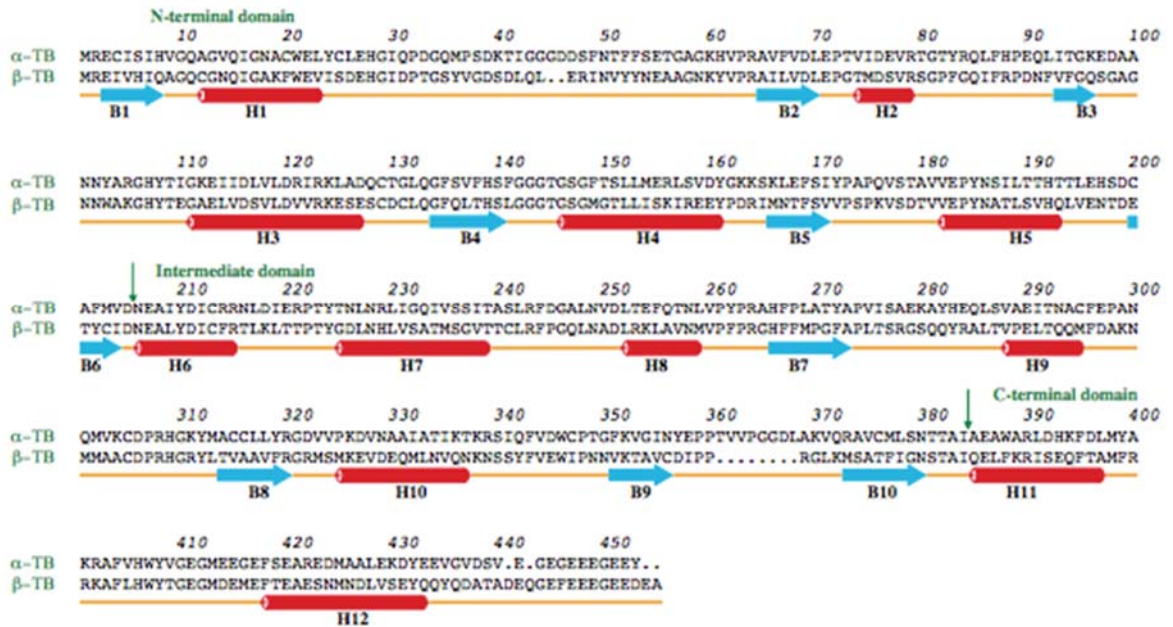 N-terminal domain
10 20 30 40 50 60 70 80 90 100
α-TB MRECISIHVGQAGVQIGNACWELYCLEHGIQPDGQMPSDKTIGGGDDSFNTFFSETGAGKHVPRAVFVDLEPTVIDEVRTGTYRQLFHPEQLITGKEDAA
β-TB MREIVHIQAGQCGNQIGAKFWEVISDEHGIDPTGSYVGDSDLQL..ERINVYYNEAAGNKYVPRAILVDLEPGTMDSVRSGPFGQIFRPDNFVFGQSGAG
B1 H1 B2 H2 B3
110 120 130 140 150 160 170 180 190 200
α-TB NNYARGHYTIGKEIIDLVLDRIRKLADQCTGLQGFSVFHSFGGGTGSGFTSLLMERLSVDYGKKSKLEFSIYPAPQVSTAVVEPYNSILTTHTTLEHSDC
β-TB NNWAKGHYTEGAELVDSVLDVVRKESESCDCLQGFQLTHSLGGGTGSGMGTLLISKIREEYPDRIMNTFSVVPSPKVSDTVVEPYNATLSVHQLVENTDE
H3 B4 H4 B5 H5
Intermediate domain
210 220 230 240 250 260 270 280 290 300
α-TB AFMVDNEAIYDICRRNLDIERPTYTNLNRLIGQIVSSITASLRFDGALNVDLTEFQTNLVPYPRAHFPLATYAPVISAEKAYHEQLSVAEITNACFEPAN
β-TB TYCIDNEALYDICFRTLKLTTPTYGDLNHLVSATMSGVTTCLRFPGQLNADLRKLAVNMVPFPRGHFFMPGFAPLTSRGSQQYRALTVPELTQQMFDAKN
B6 H6 H7 H8 B7 H9
C-terminal domain
310 320 330 340 350 360 370 380 390 400
α-TB QMVKCDPRHGKYMACCLLYRGDVVPKDVNAAIATIKTKRSIQFVDWCPTGFKVGINYEPPTVVPGGDLAKVQRAVCMLSNTTAIAEAWARLDHKFDLMYA
β-TB MMAACDPRHGRYLTVAAVFRGRMSMKEVDEQMLNVQNKNSSYFVEWIPNNVKTAVCDIPP........RGLKMSATFIGNSTAIQELFKRISEQFTAMFR
B8 H10 B9 B10 H11
410 420 430 440 450
α-TB KRAFVHWYVGEGMEEGEFSEAREDMAALEKDYEEVGVDSV.E.GEGEEEGEEY..
β-TB RKAFLHWYTGEGMDEMEFTEAESNMNDLVSEYQQYQDATADEQGEFEEEGEEDEA
H12